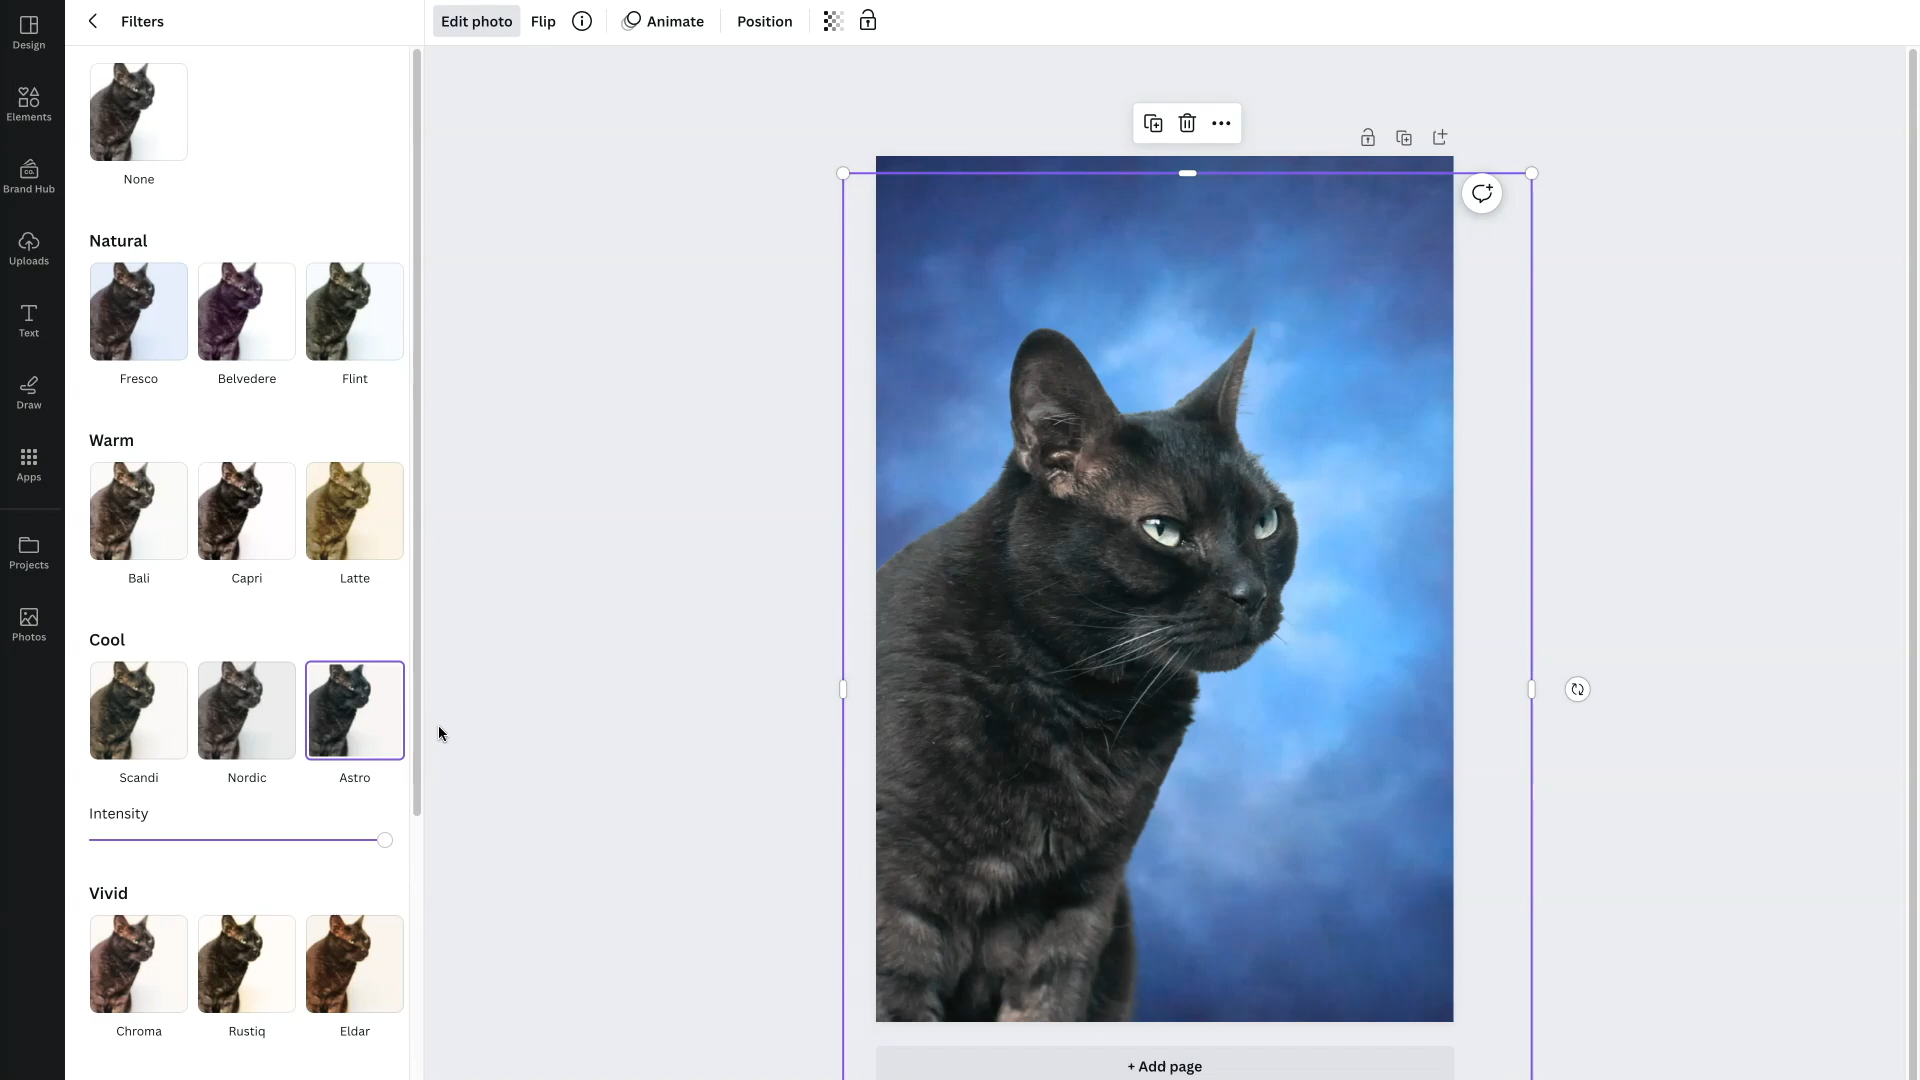 Design
Elements
CO.
Brand Hub
Uploads
Text
Draw
Apps
Projects
Photos
Filters
None
Natural
Fresco Belvedere Flint
Warm
Bali Capri Latte
Cool
Scandi Nordic Astro
Intensity
Vivid
Chroma Rustiq Eldar
Edit photo Flip Animate Position
+ Add page